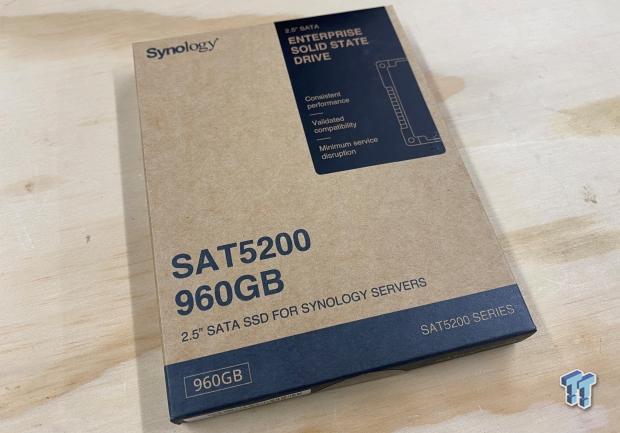 Synology
2.5" SATA
ENTERPRISE
SOLID STATE
DRIVE
Consistent
performance
Validated
compatibility
Minimum service
disruption
SAT5200
960GB
2.5" SATA SSD FOR SYNOLOGY SERVERS
SAT5200 SERIES
960GB
TT